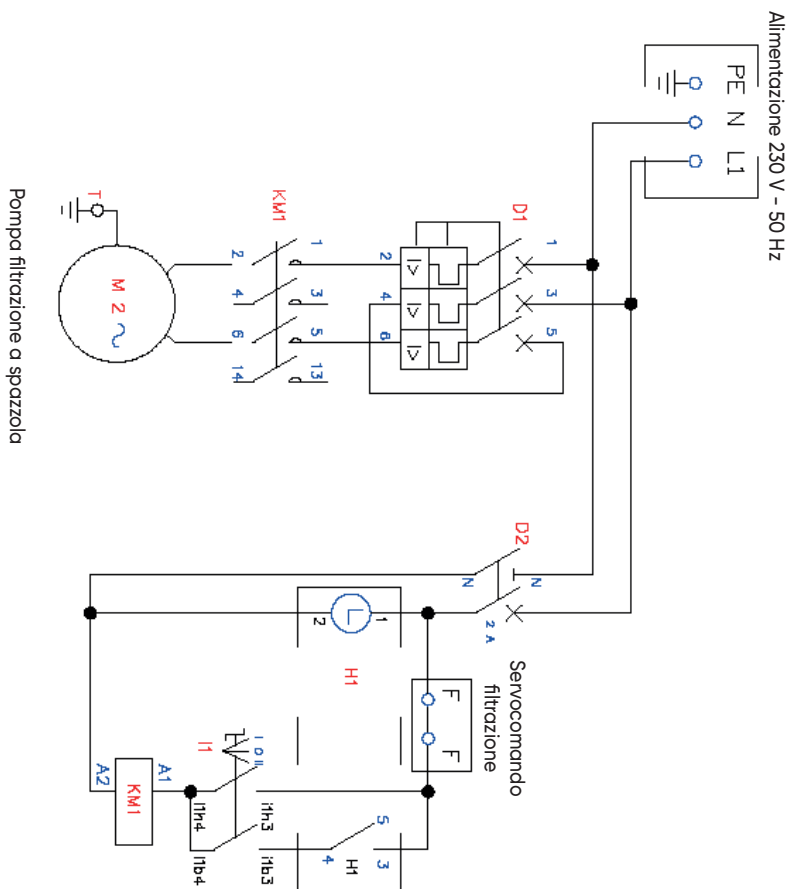 Alimentazione 230 V - 50 Hz
PE N L1
D1
1 3 5
I> I> I>
2 4 6
KM1
1 3 5 13
2 4 6 14
T
M 2 ~
Pompa filtrazione a spazzola
D2
N
N
2 A
Servocomando
filtrazione
F F
L
1
2
H1
I1
I 0 II
i1h3
i1h4
i1b3
i1b4
H1
5
3
4
KM1
A1
A2